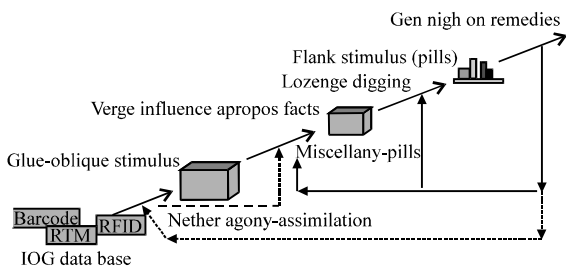 Gen nigh on remedies
Flank stimulus (pills)
Lozenge digging
Verge influence apropos facts
Miscellany-pills
Glue-oblique stimulus
Nether agony-assimilation
Barcode
RFID
RTM
IOG data base